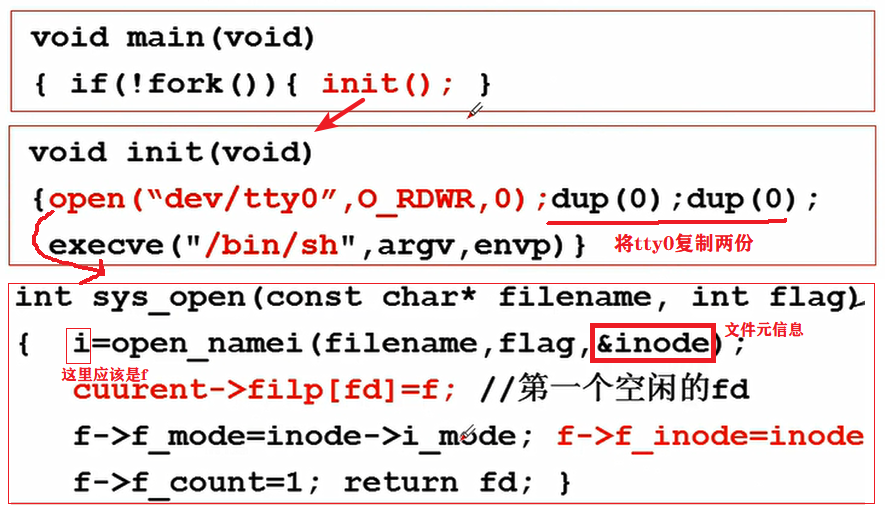 void main(void)
{ if(!fork()){ init(); }
void init(void)
{open(“dev/tty0”,O_RDWR,0);dup(0);dup(0);
execve("/bin/sh",argv,envp)}
将tty0复制两份
int sys_open(const char* filename, int flag)
{ i=open_namei(filename,flag,&inode);
文件元信息
这里应该是f
cuurent->filp[fd]=f; //第一个空闲的fd
f->f_mode=inode->i_mode; f->f_inode=inode
f->f_count=1; return fd; }